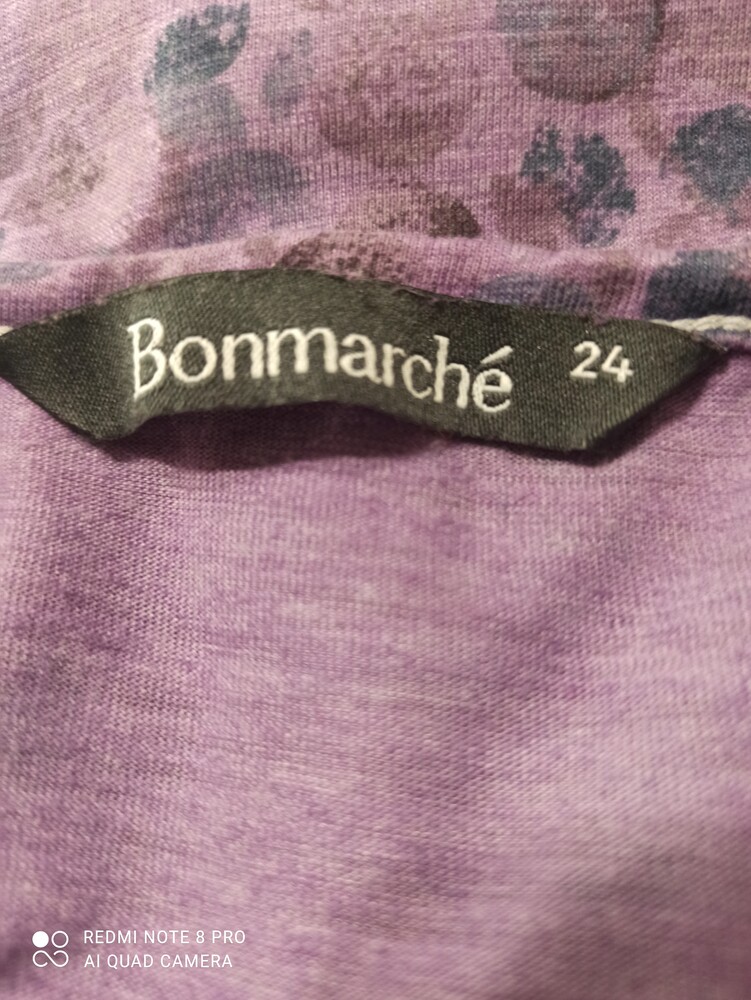 Bonmarché 24
REDMI NOTE 8 PRO
AI QUAD CAMERA